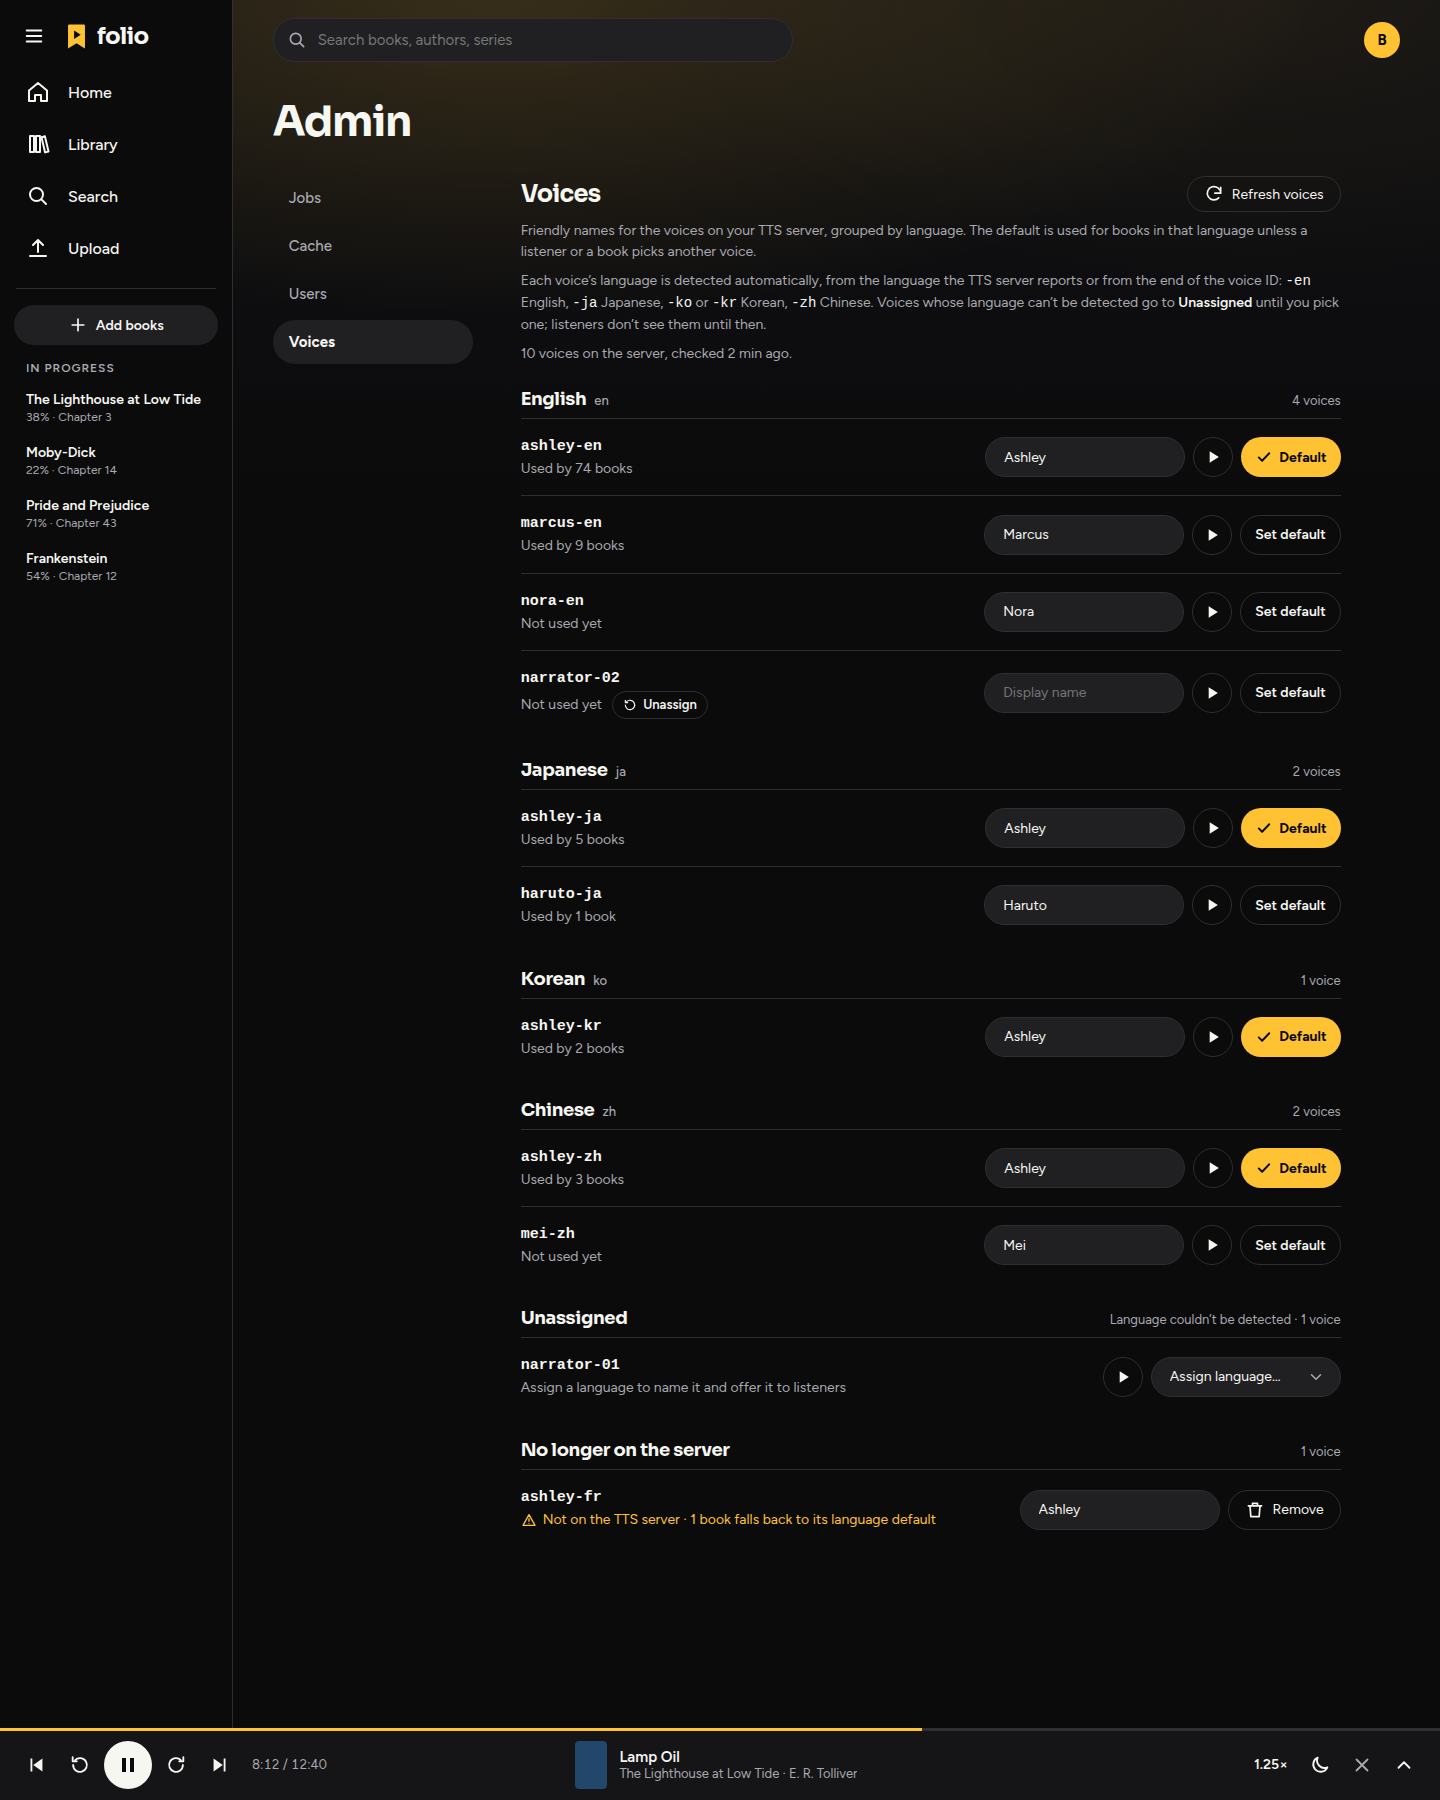 folio
Search books, authors, series
B
Home
Library
Search
Upload
Add books
IN PROGRESS
The Lighthouse at Low Tide
38% · Chapter 3
Moby-Dick
22% · Chapter 14
Pride and Prejudice
71% · Chapter 43
Frankenstein
54% · Chapter 12
Admin
Jobs
Cache
Users
Voices
Voices
Refresh voices
Friendly names for the voices on your TTS server, grouped by language. The default is used for books in that language unless a
listener or a book picks another voice.
Each voice’s language is detected automatically, from the language the TTS server reports or from the end of the voice ID: -en
English, -ja Japanese, -ko or -kr Korean, -zh Chinese. Voices whose language can’t be detected go to Unassigned until you pick
one; listeners don’t see them until then.
10 voices on the server, checked 2 min ago.
English en
4 voices
ashley-en
Used by 74 books
Ashley
Default
marcus-en
Used by 9 books
Marcus
Set default
nora-en
Not used yet
Nora
Set default
narrator-02
Not used yet
Unassign
Display name
Set default
Japanese ja
2 voices
ashley-ja
Used by 5 books
Ashley
Default
haruto-ja
Used by 1 book
Haruto
Set default
Korean ko
1 voice
ashley-kr
Used by 2 books
Ashley
Default
Chinese zh
2 voices
ashley-zh
Used by 3 books
Ashley
Default
mei-zh
Not used yet
Mei
Set default
Unassigned
Language couldn’t be detected · 1 voice
narrator-01
Assign a language to name it and offer it to listeners
Assign language…
No longer on the server
1 voice
ashley-fr
Not on the TTS server · 1 book falls back to its language default
Ashley
Remove
8:12 / 12:40
Lamp Oil
The Lighthouse at Low Tide · E. R. Tolliver
1.25×